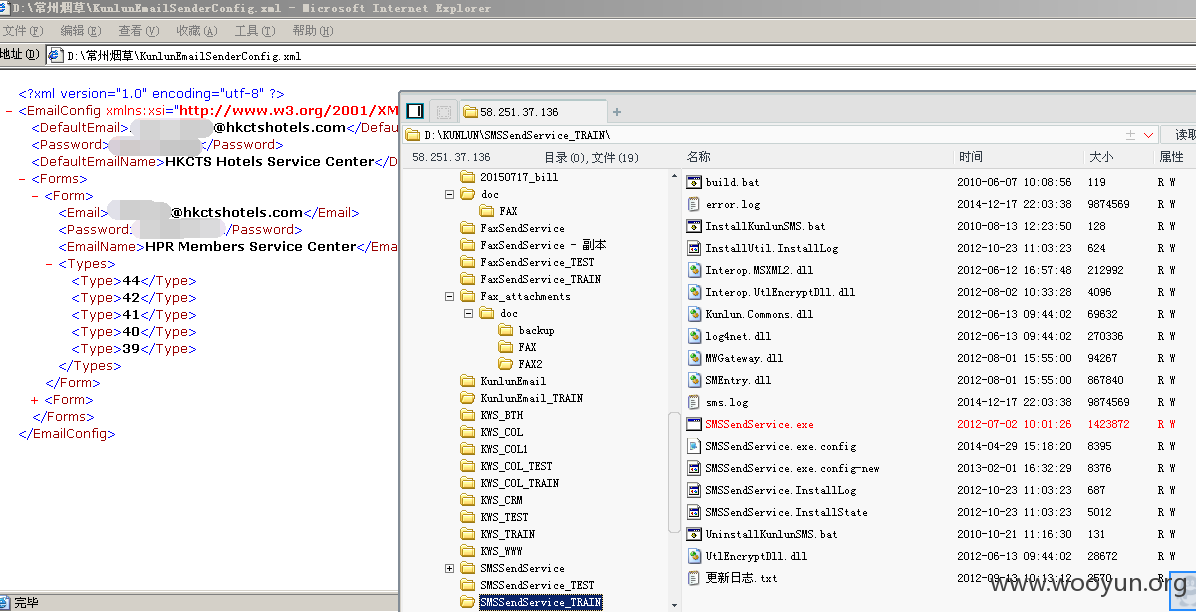 D:\常州烟草\KunlunEmailSenderConfig.xml - Microsoft Internet Explorer
文件(F) 编辑(E) 查看(V) 收藏(A) 工具(T) 帮助(H)
地址(D) D:\常州烟草\KunlunEmailSenderConfig.xml
<?xml version="1.0" encoding="utf-8" ?>
- <EmailConfig xmlns:xsi="http://www.w3.org/2001/XM
<DefaultEmail> @hkctshotels.com</Defau
<Password> </Password>
<DefaultEmailName>HKCTS Hotels Service Center</D
- <Forms>
- <Form>
<Email> @hkctshotels.com</Email>
<Password> /Password>
<EmailName>HPR Members Service Center</Ema
- <Types>
<Type>44</Type>
<Type>42</Type>
<Type>41</Type>
<Type>40</Type>
<Type>39</Type>
</Types>
</Form>
+ <Form>
</Forms>
</EmailConfig>
完毕
58.251.37.136 +
D:\KUNLUN\SMSSendService_TRAIN\ 读取
58.251.37.136 目录(0),文件(19)
20150717_bill
doc
FAX
FaxSendService
FaxSendService - 副本
FaxSendService_TEST
FaxSendService_TRAIN
Fax_attachments
doc
backup
FAX
FAX2
KunlunEmail
KunlunEmail_TRAIN
KWS_BTH
KWS_COL
KWS_COL1
KWS_COL_TEST
KWS_COL_TRAIN
KWS_CRM
KWS_TEST
KWS_TRAIN
KWS_WWW
SMSSendService
SMSSendService_TEST
SMSSendService_TRAIN
名称 时间 大小 属性
build.bat 2010-06-07 10:08:56 119 R W
error.log 2014-12-17 22:03:38 9874569 R W
InstallKunlunSMS.bat 2010-08-13 12:23:50 128 R W
InstallUtil.InstallLog 2012-10-23 11:03:23 624 R W
Interop.MSXML2.dll 2012-06-12 16:57:48 212992 R W
Interop.UtlEncryptDll.dll 2012-08-02 10:33:28 4096 R W
Kunlun.Commons.dll 2012-06-13 09:44:02 69632 R W
log4net.dll 2012-06-13 09:44:02 270336 R W
MWGateway.dll 2012-08-01 15:55:00 94267 R W
SMEntry.dll 2012-08-01 15:55:00 867840 R W
sms.log 2014-12-17 22:03:38 9874569 R W
SMSSendService.exe 2012-07-02 10:01:26 1423872 R W
SMSSendService.exe.config 2014-04-29 15:18:20 8395 R W
SMSSendService.exe.config-new 2013-02-01 16:32:29 8376 R W
SMSSendService.InstallLog 2012-10-23 11:03:23 687 R W
SMSSendService.InstallState 2012-10-23 11:03:23 5012 R W
UninstallKunlunSMS.bat 2010-10-21 11:16:30 131 R W
UtlEncryptDll.dll 2012-06-13 09:44:02 28672 R W
更新日志.txt 2012-09-13 10:13:12 2570 R W
www.wooyun.org